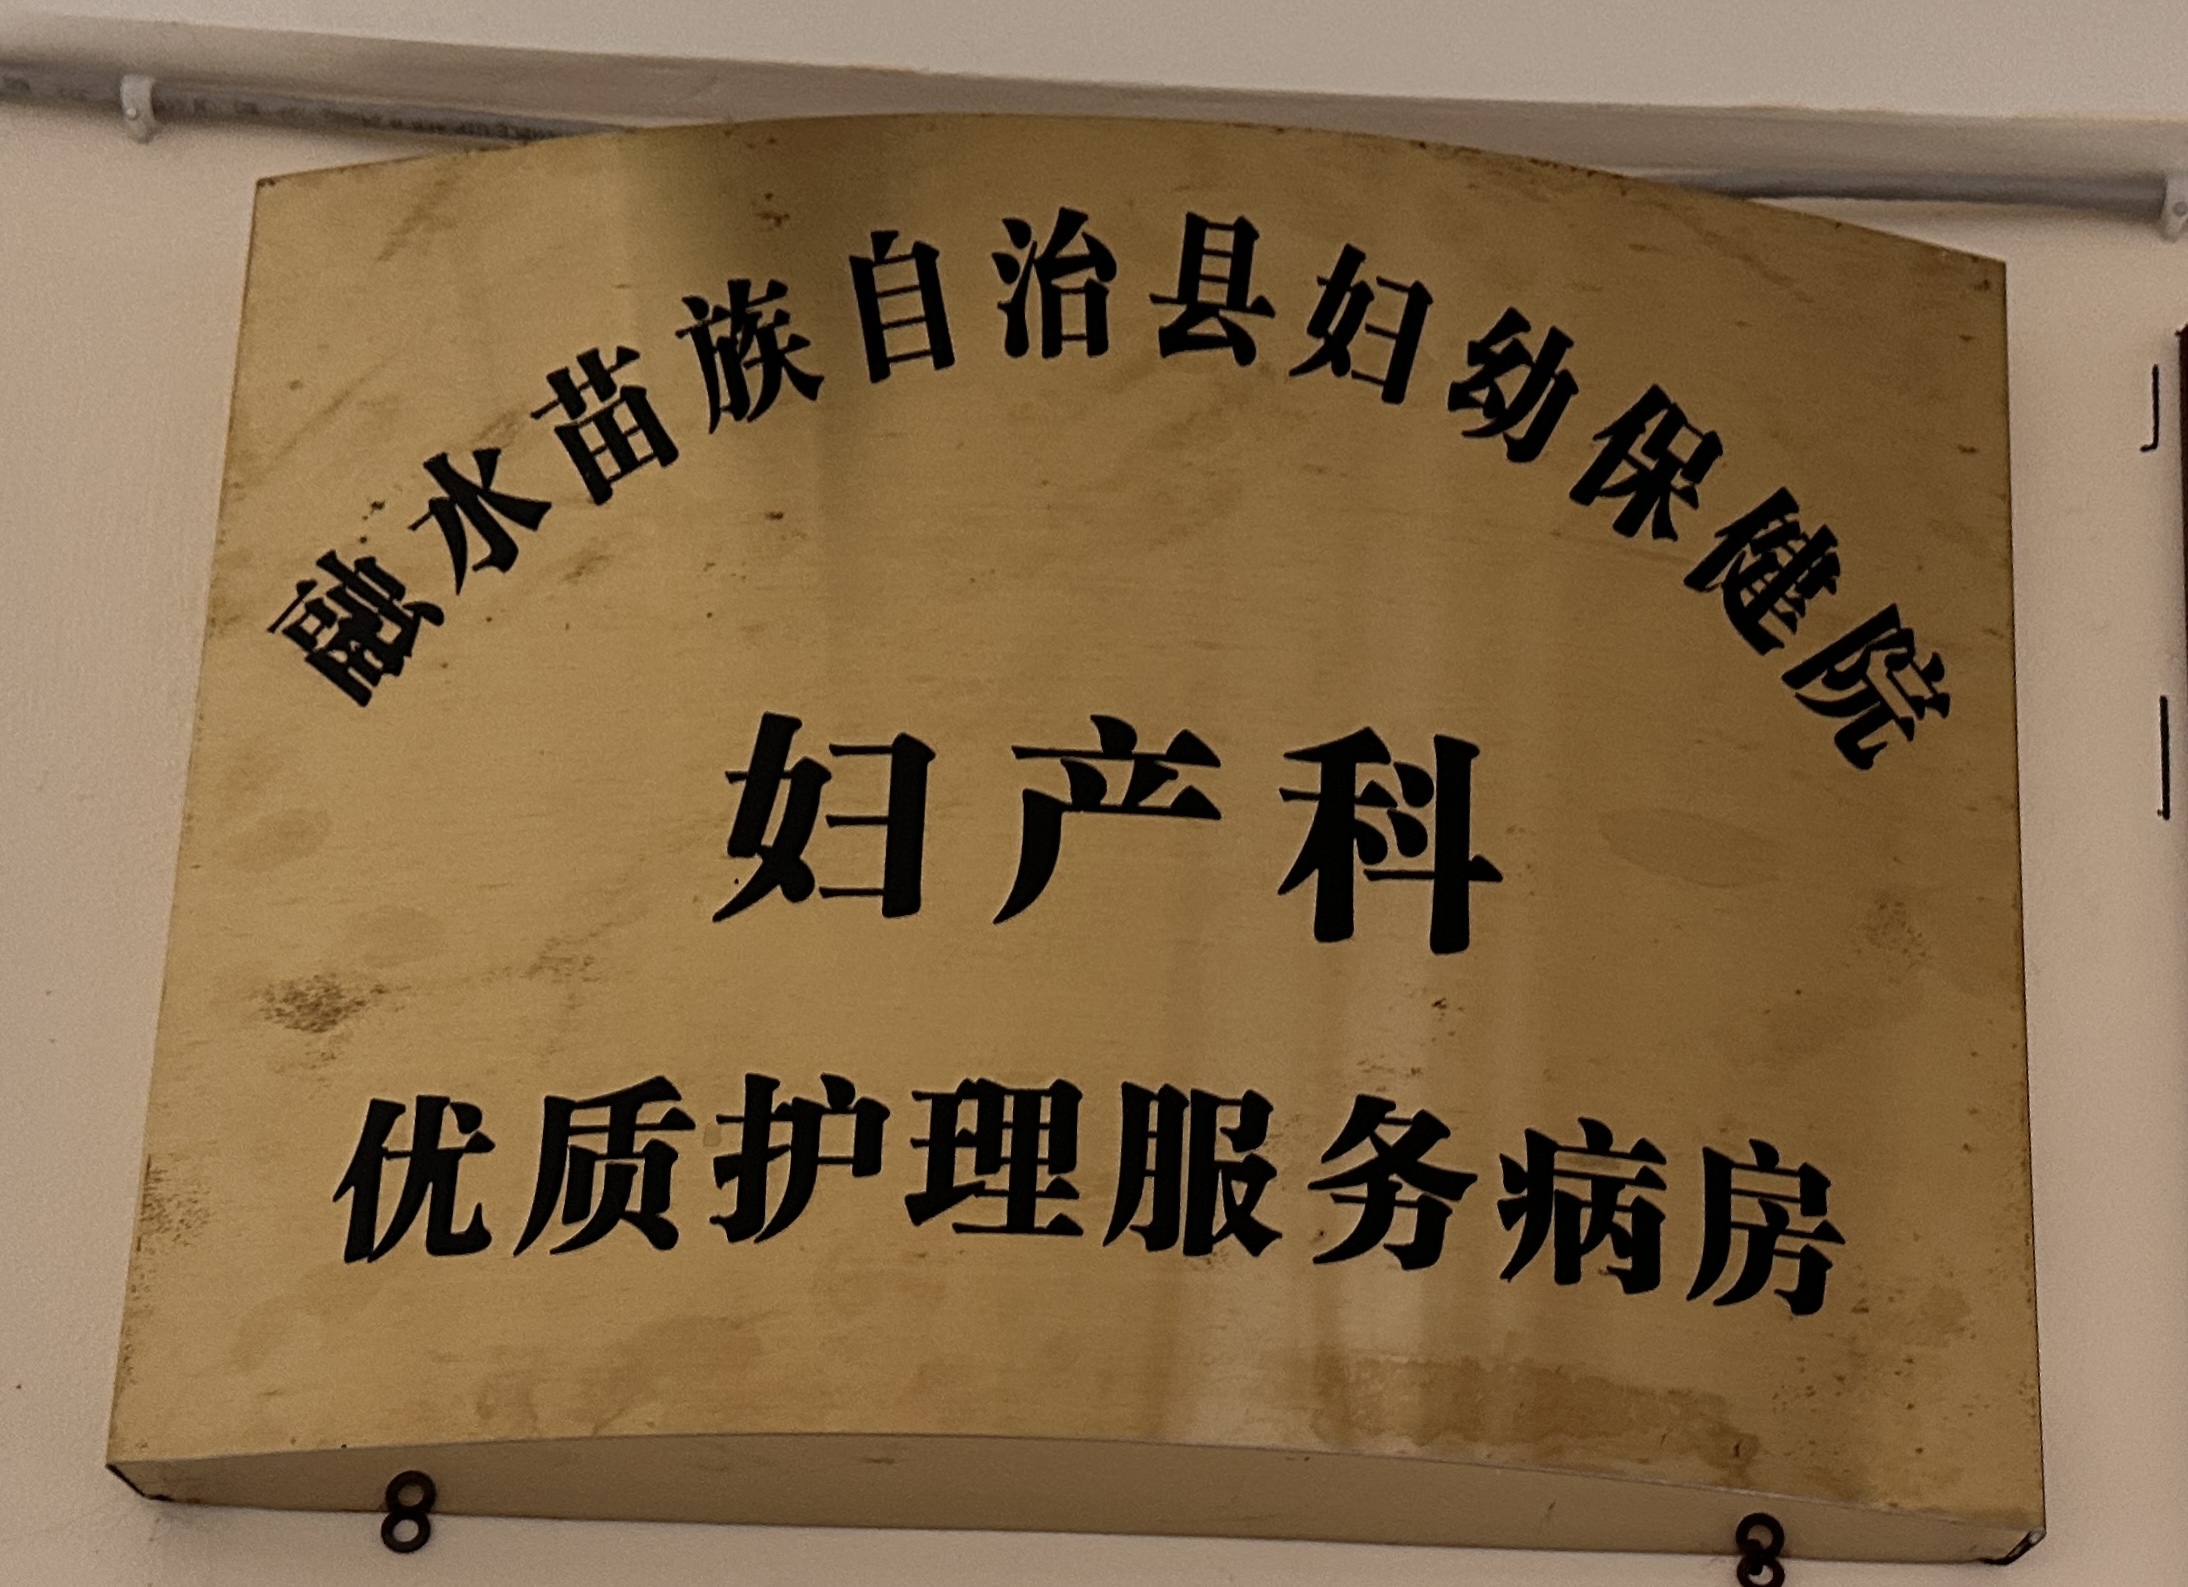 融水苗族自治县妇幼保健院
妇产科
优质护理服务病房